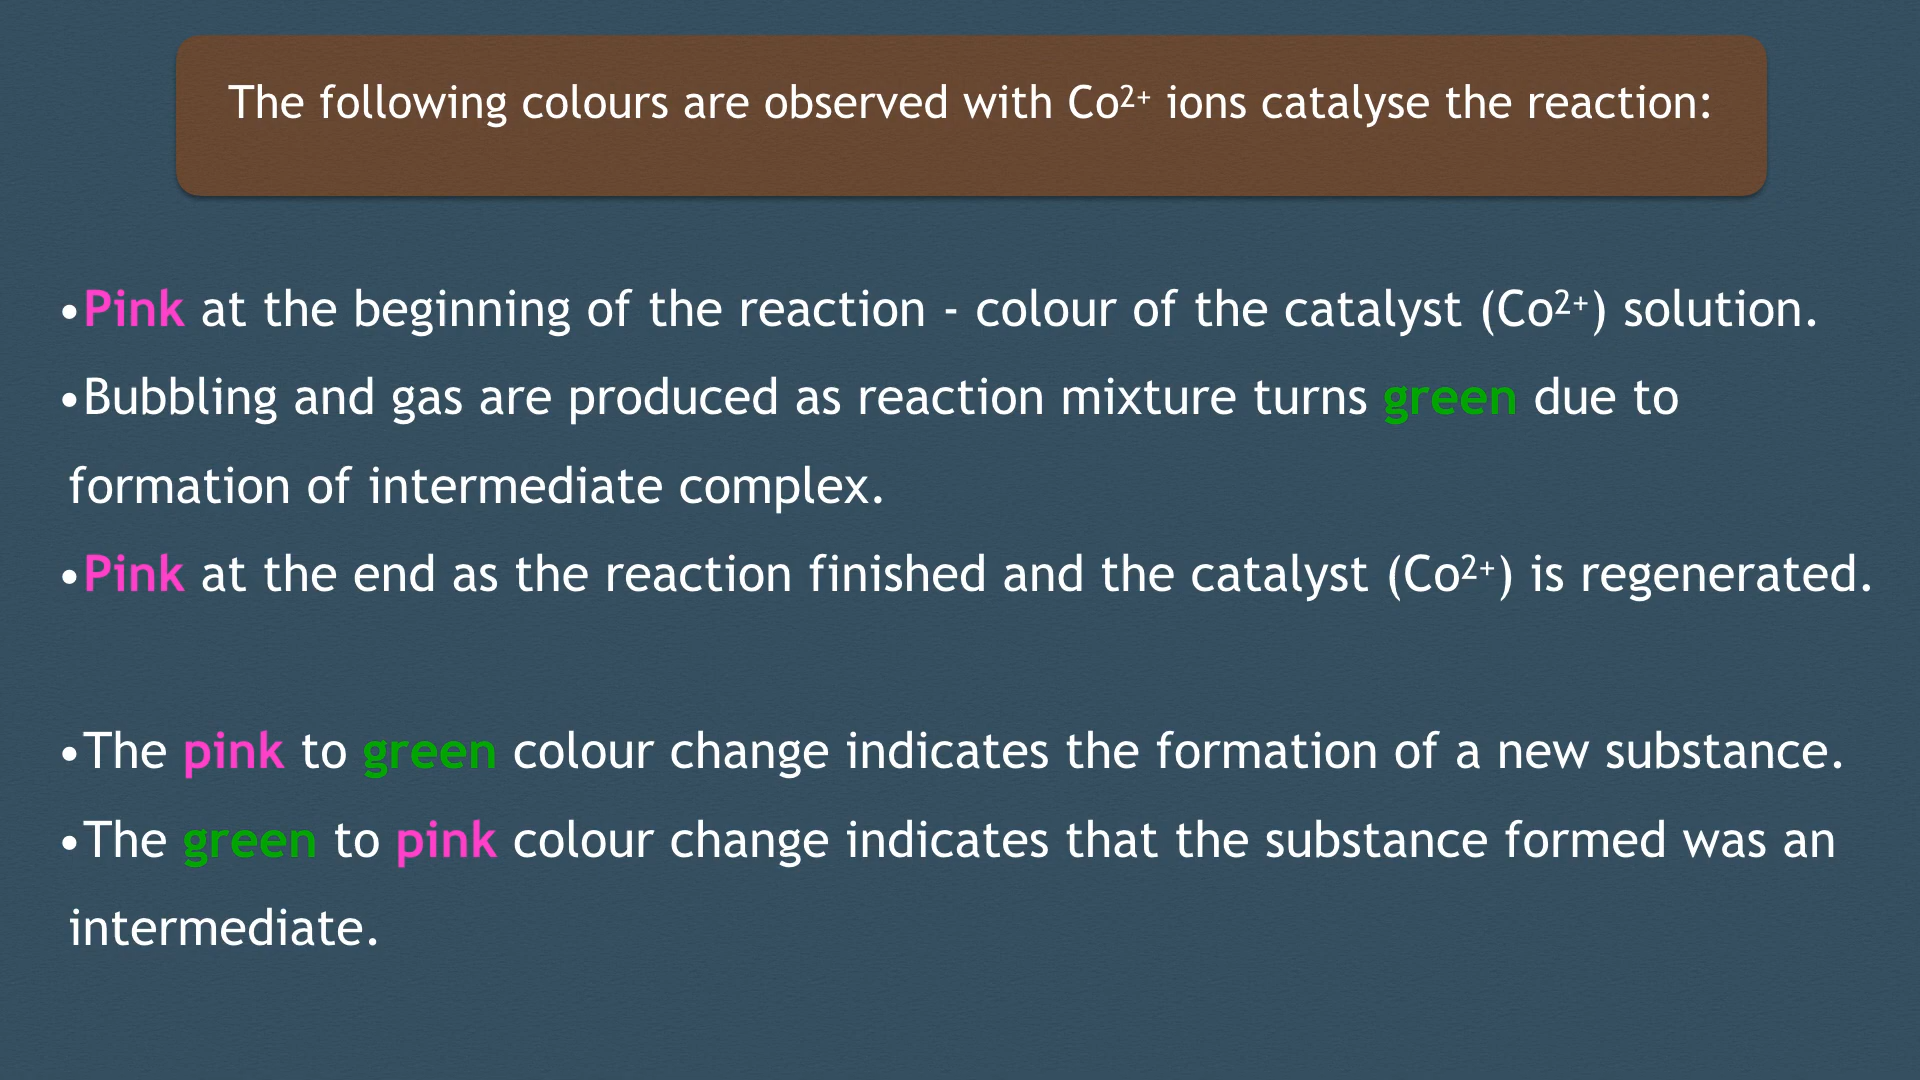 The following colours are observed with Co²⁺ ions catalyse the reaction:
•Pink at the beginning of the reaction - colour of the catalyst (Co²⁺) solution.
•Bubbling and gas are produced as reaction mixture turns green due to
formation of intermediate complex.
•Pink at the end as the reaction finished and the catalyst (Co²⁺) is regenerated.
•The pink to green colour change indicates the formation of a new substance.
•The green to pink colour change indicates that the substance formed was an
intermediate.